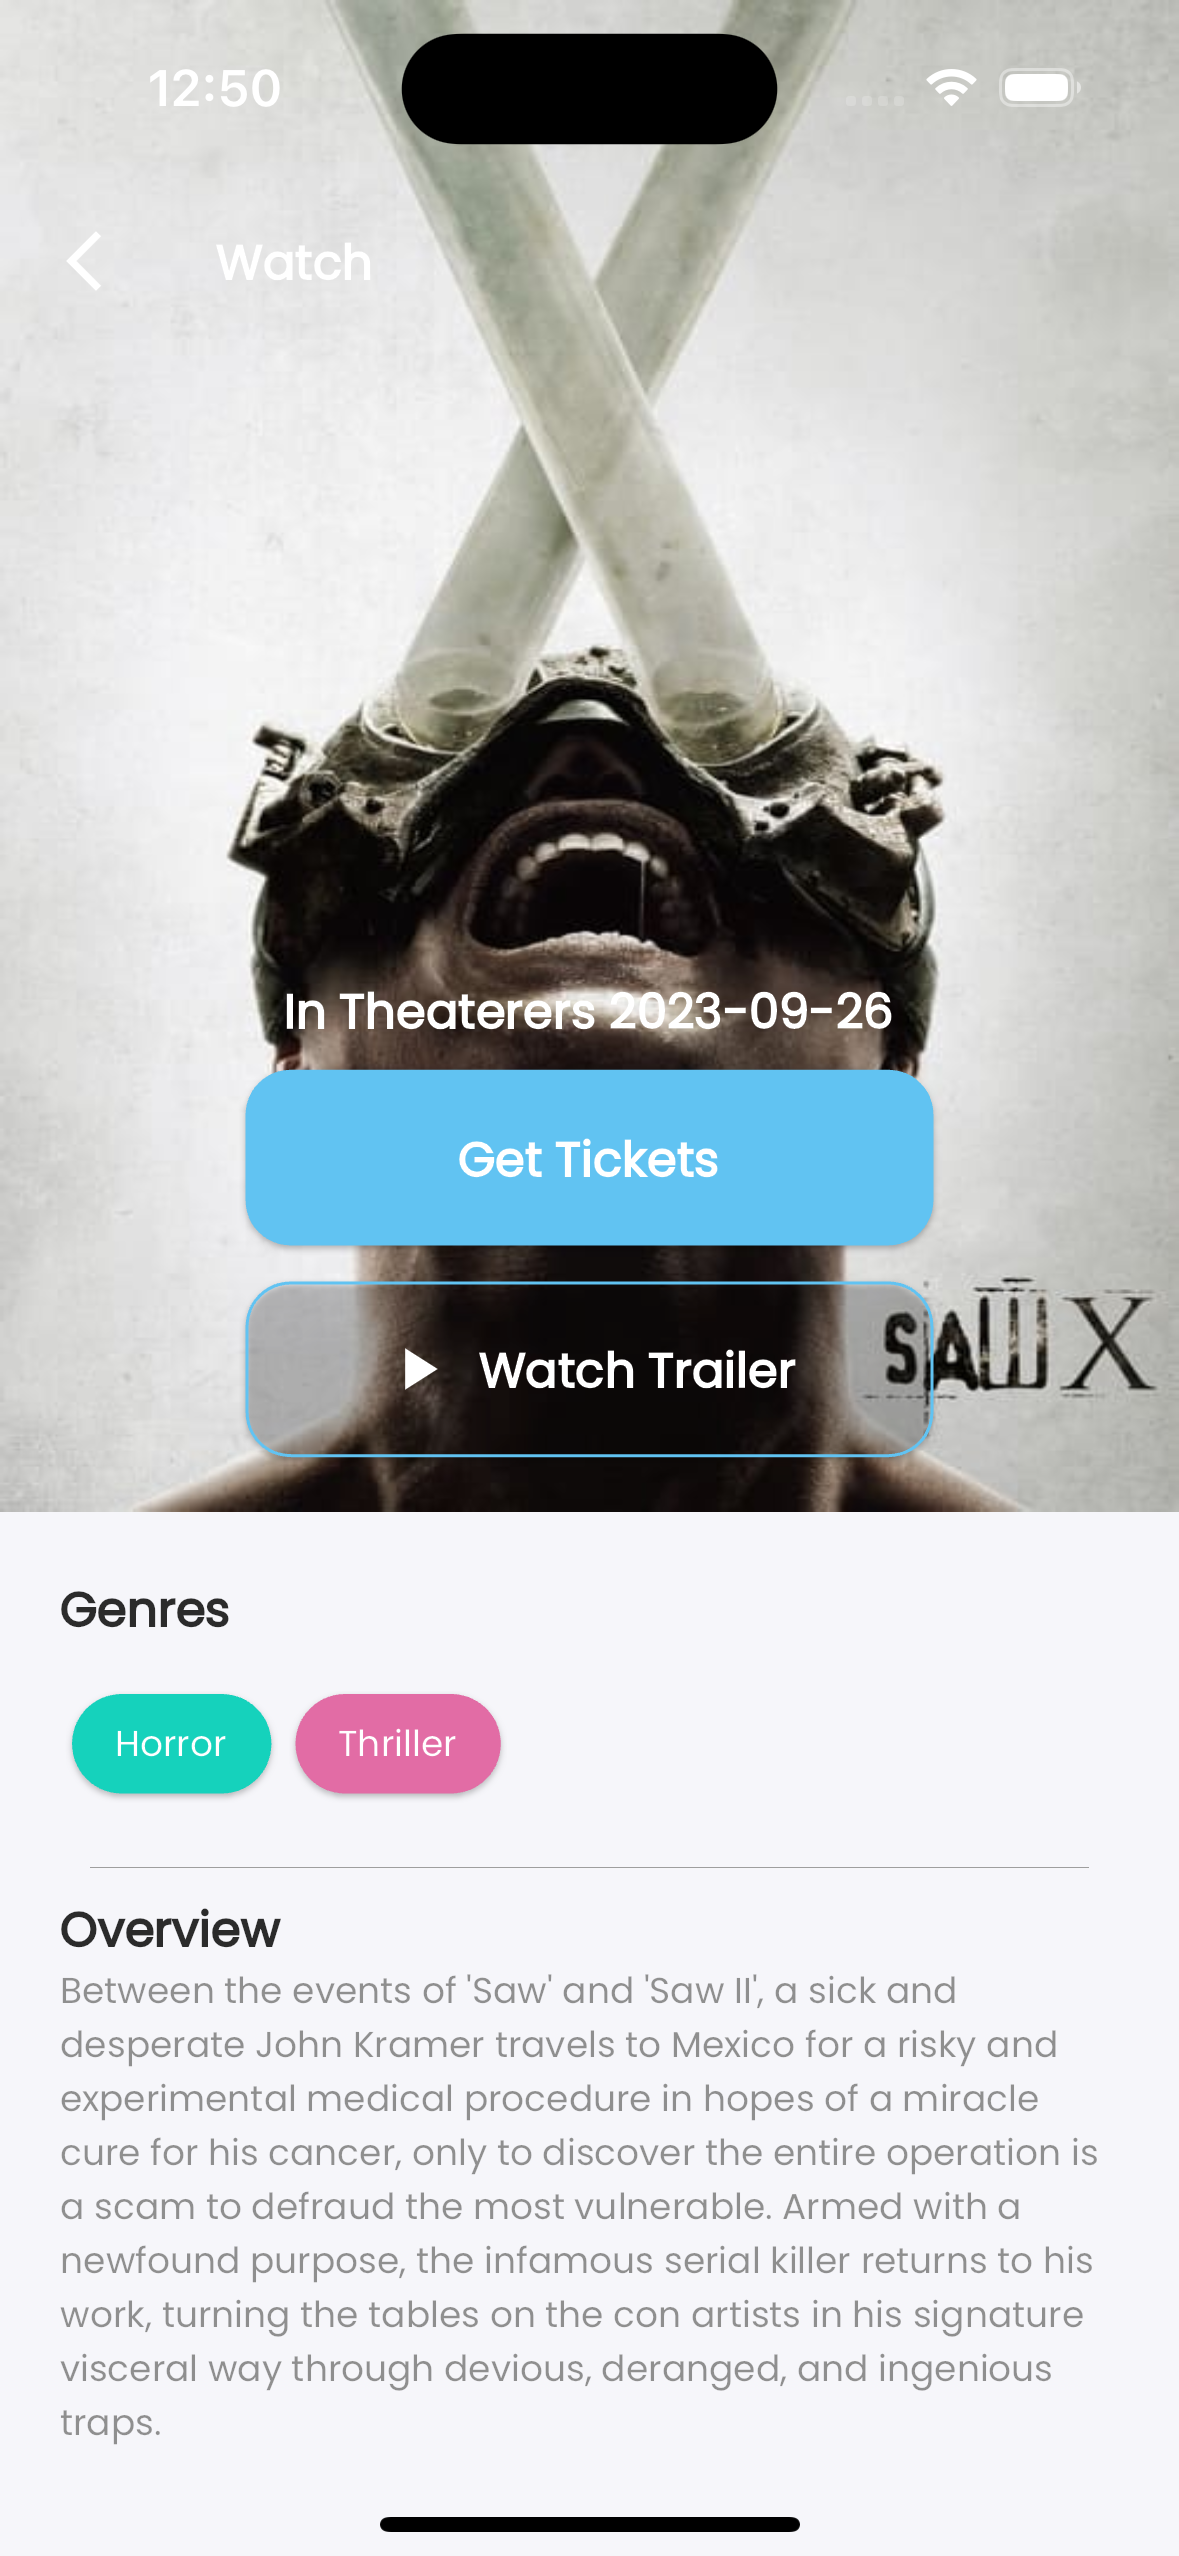 12:50
Watch
In Theaterers 2023-09-26
Get Tickets
Watch Trailer
SAW X
Genres
Horror
Thriller
Overview
Between the events of 'Saw' and 'Saw II', a sick and
desperate John Kramer travels to Mexico for a risky and
experimental medical procedure in hopes of a miracle
cure for his cancer, only to discover the entire operation is
a scam to defraud the most vulnerable. Armed with a
newfound purpose, the infamous serial killer returns to his
work, turning the tables on the con artists in his signature
visceral way through devious, deranged, and ingenious
traps.